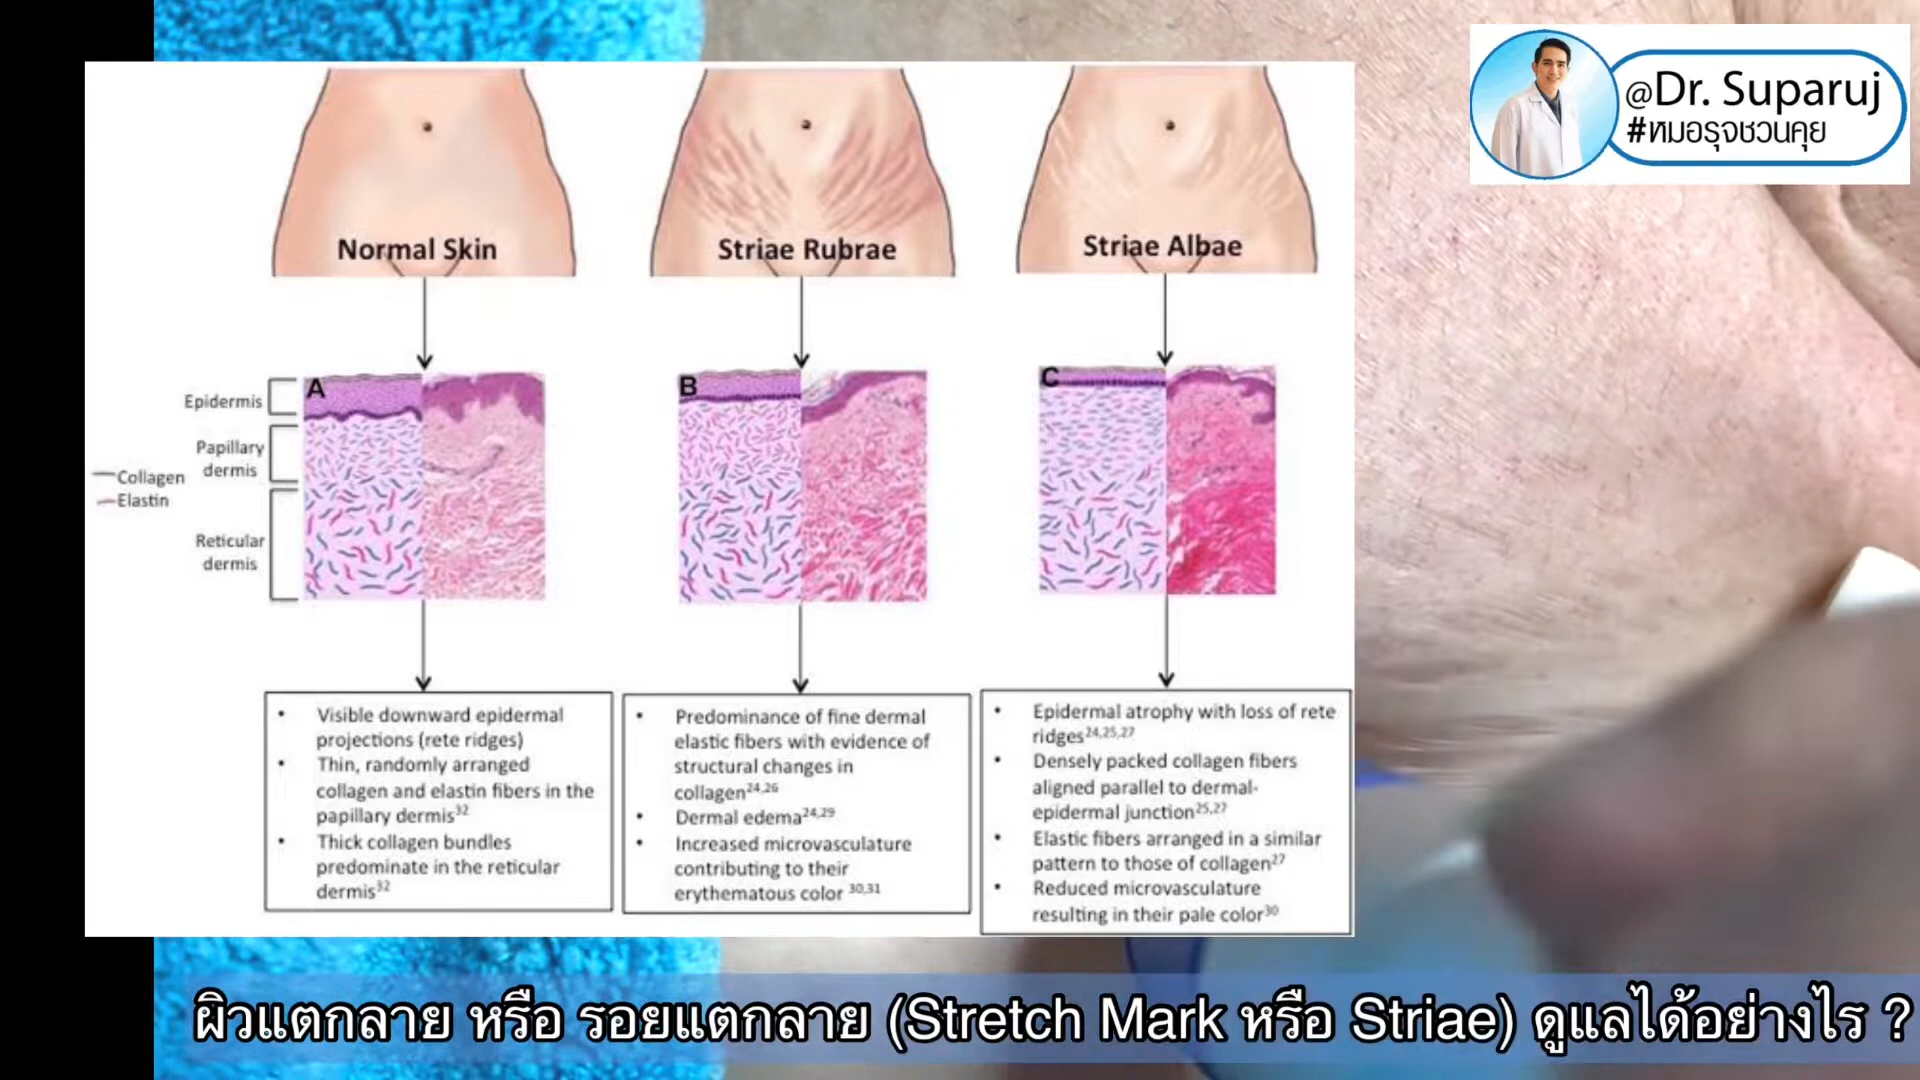 @Dr. Suparuj
#หมอรุจชวนคุย
Normal Skin
Striae Rubrae
Striae Albae
A
B
C
Epidermis
Papillary
dermis
Collagen
Elastin
Reticular
dermis
• Visible downward epidermal
projections (rete ridges)
• Thin, randomly arranged
collagen and elastin fibers in the
papillary dermis32
• Thick collagen bundles
predominate in the reticular
dermis32
• Predominance of fine dermal
elastic fibers with evidence of
structural changes in
collagen24,26
• Dermal edema24,29
• Increased microvasculature
contributing to their
erythematous color 30,31
• Epidermal atrophy with loss of rete
ridges24,25,27
• Densely packed collagen fibers
aligned parallel to dermal-
epidermal junction25,27
• Elastic fibers arranged in a similar
pattern to those of collagen27
• Reduced microvasculature
resulting in their pale color30
ผิวแตกลาย หรือ รอยแตกลาย (Stretch Mark หรือ Striae) ดูแลได้อย่างไร ?